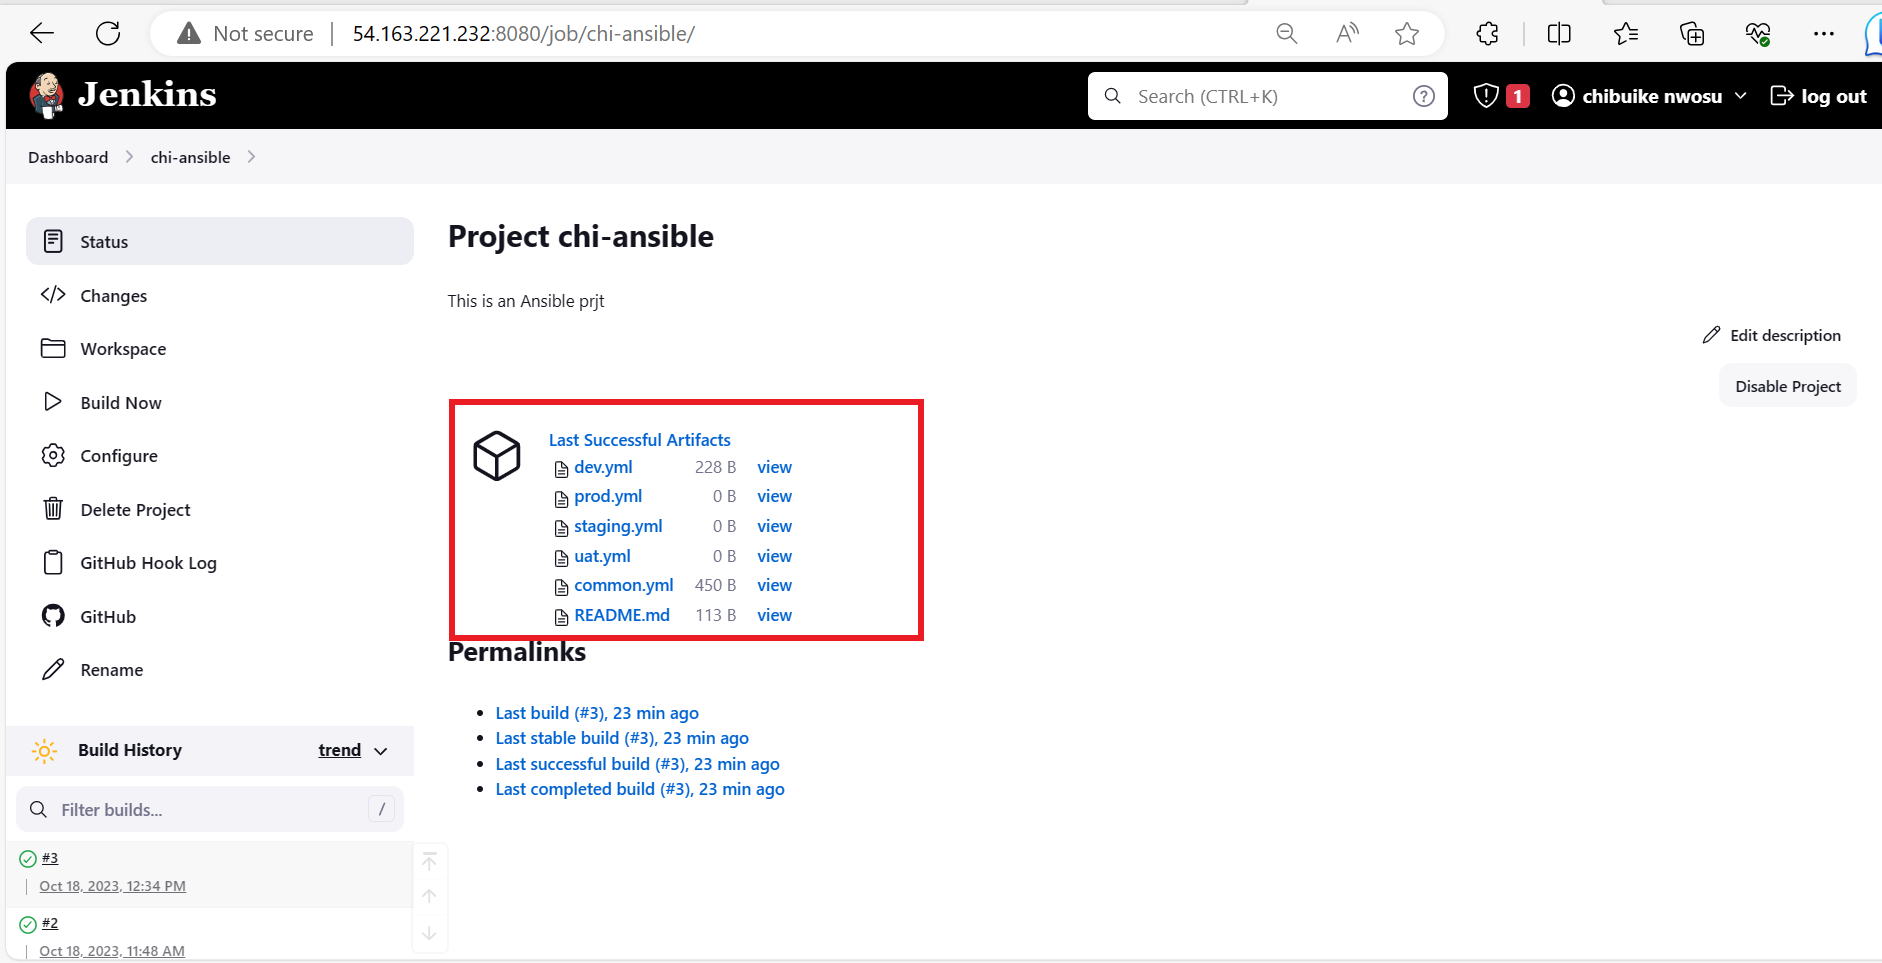 Not secure 54.163.221.232:8080/job/chi-ansible/
Jenkins
Search (CTRL+K)
1
chibuike nwosu
log out
Dashboard chi-ansible
Status
Changes
Workspace
Build Now
Configure
Delete Project
GitHub Hook Log
GitHub
Rename
Build History trend
Filter builds... /
#3
Oct 18, 2023, 12:34 PM
#2
Oct 18, 2023, 11:48 AM
Project chi-ansible
This is an Ansible prjt
Edit description
Disable Project
Last Successful Artifacts
dev.yml 228 B view
prod.yml 0 B view
staging.yml 0 B view
uat.yml 0 B view
common.yml 450 B view
README.md 113 B view
Permalinks
Last build (#3), 23 min ago
Last stable build (#3), 23 min ago
Last successful build (#3), 23 min ago
Last completed build (#3), 23 min ago